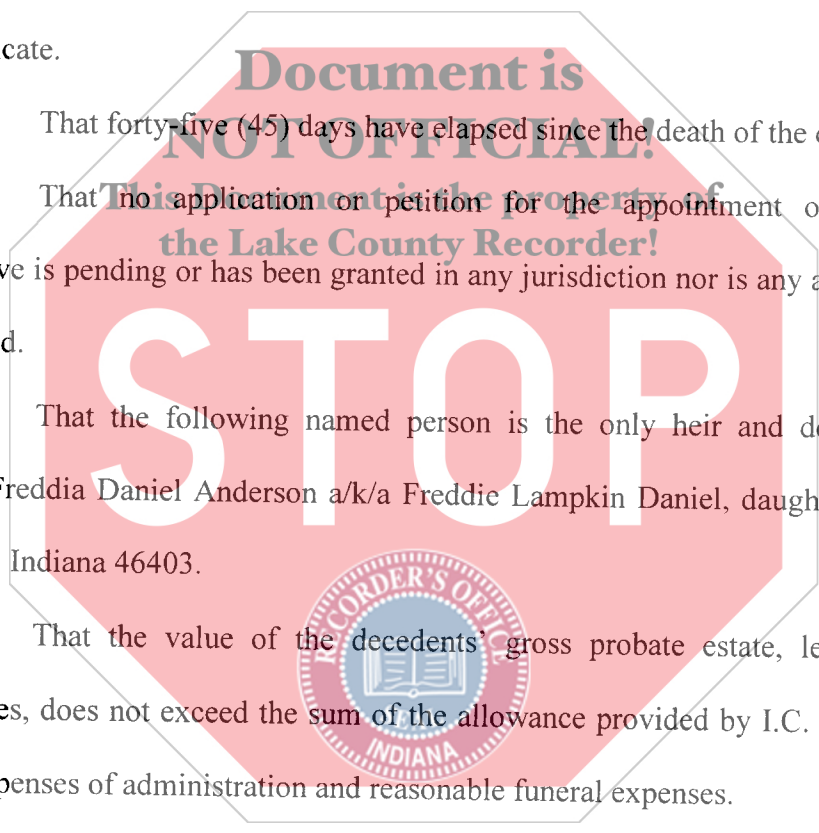 icate.
Document is
That forty-five (45) days have elapsed since the death of the
NOT OFFICIAL!
That no application or petition for the appointment o
This Document is the property of
the Lake County Recorder!
ve is pending or has been granted in any jurisdiction nor is any a
d.
STOP
That the following named person is the only heir and de
Freddia Daniel Anderson a/k/a Freddie Lampkin Daniel, daugh
Indiana 46403.
RECORDER'S OFFICE
That the value of the decedents' gross probate estate, le
es, does not exceed the sum of the allowance provided by I.C.
SEAL
INDIANA
penses of administration and reasonable funeral expenses.